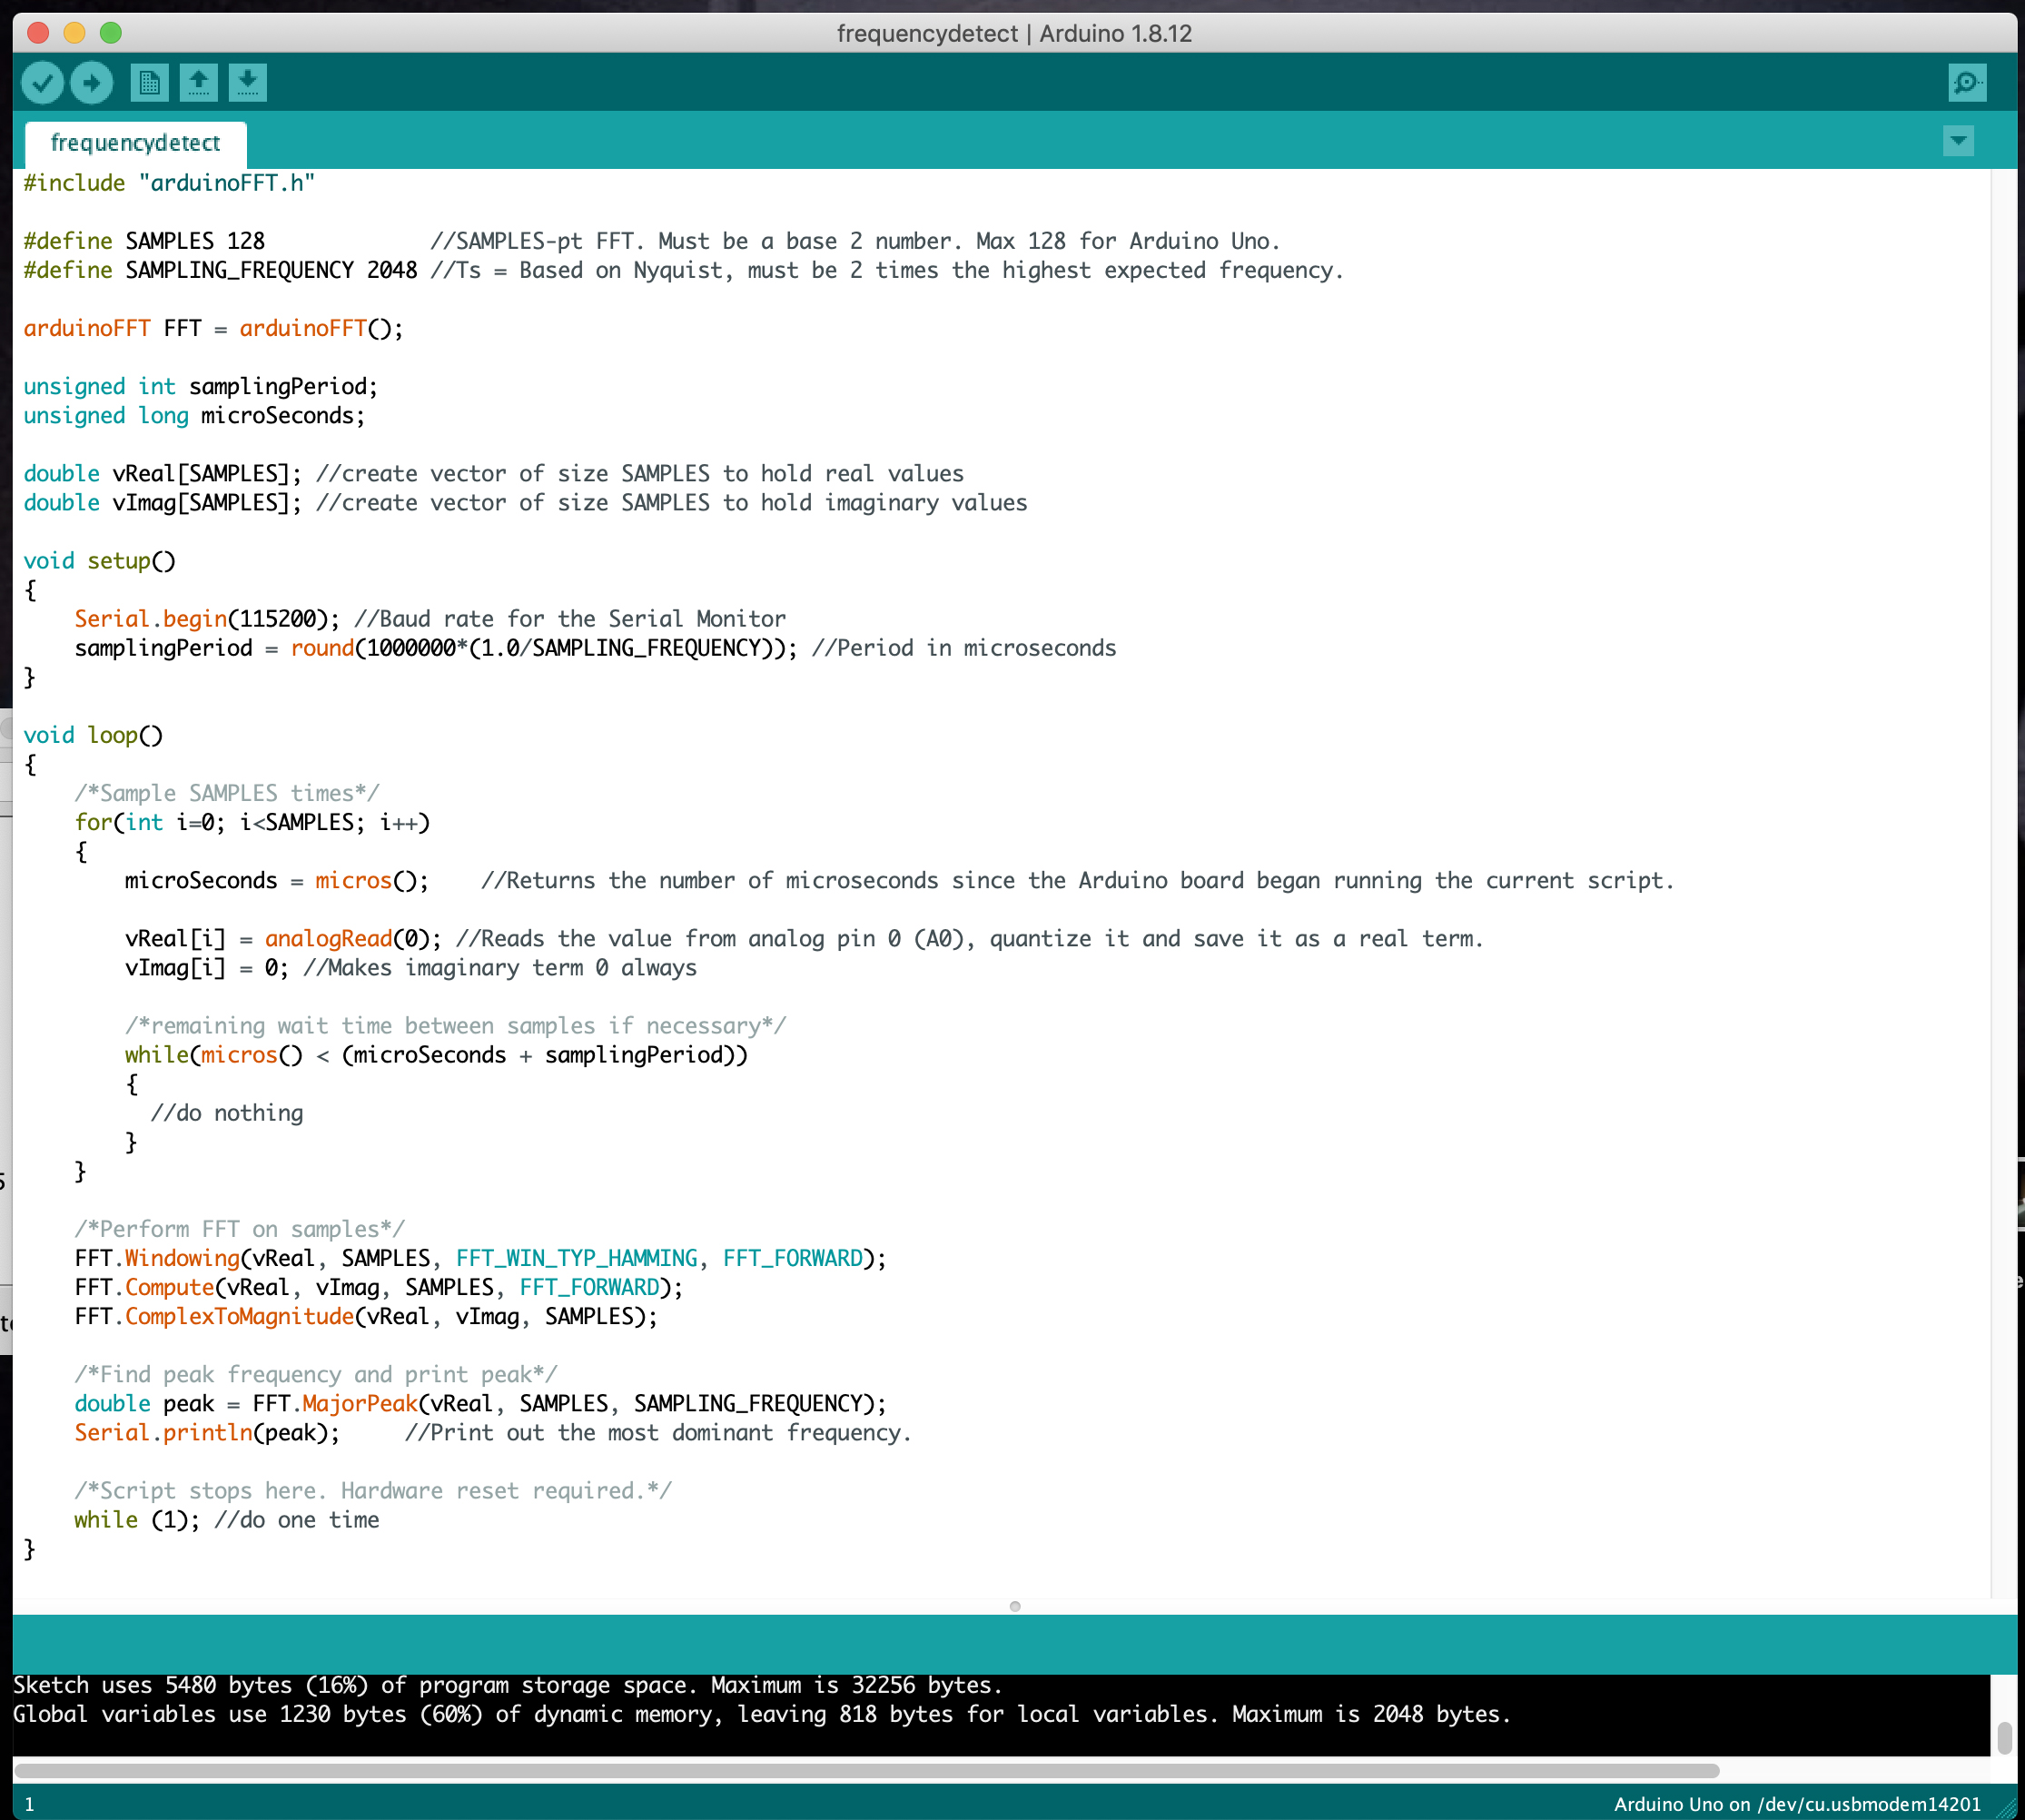 frequencydetect | Arduino 1.8.12
frequencydetect
#include "arduinoFFT.h"
#define SAMPLES 128             //SAMPLES-pt FFT. Must be a base 2 number. Max 128 for Arduino Uno.
#define SAMPLING_FREQUENCY 2048 //Ts = Based on Nyquist, must be 2 times the highest expected frequency.
arduinoFFT FFT = arduinoFFT();
unsigned int samplingPeriod;
unsigned long microSeconds;
double vReal[SAMPLES]; //create vector of size SAMPLES to hold real values
double vImag[SAMPLES]; //create vector of size SAMPLES to hold imaginary values
void setup()
{
    Serial.begin(115200); //Baud rate for the Serial Monitor
    samplingPeriod = round(1000000*(1.0/SAMPLING_FREQUENCY)); //Period in microseconds
}
void loop()
{
    /*Sample SAMPLES times*/
    for(int i=0; i<SAMPLES; i++)
    {
        microSeconds = micros();    //Returns the number of microseconds since the Arduino board began running the current script.
        vReal[i] = analogRead(0); //Reads the value from analog pin 0 (A0), quantize it and save it as a real term.
        vImag[i] = 0; //Makes imaginary term 0 always
        /*remaining wait time between samples if necessary*/
        while(micros() < (microSeconds + samplingPeriod))
        {
          //do nothing
        }
    }
    /*Perform FFT on samples*/
    FFT.Windowing(vReal, SAMPLES, FFT_WIN_TYP_HAMMING, FFT_FORWARD);
    FFT.Compute(vReal, vImag, SAMPLES, FFT_FORWARD);
    FFT.ComplexToMagnitude(vReal, vImag, SAMPLES);
    /*Find peak frequency and print peak*/
    double peak = FFT.MajorPeak(vReal, SAMPLES, SAMPLING_FREQUENCY);
    Serial.println(peak);     //Print out the most dominant frequency.
    /*Script stops here. Hardware reset required.*/
    while (1); //do one time
}
Sketch uses 5480 bytes (16%) of program storage space. Maximum is 32256 bytes.
Global variables use 1230 bytes (60%) of dynamic memory, leaving 818 bytes for local variables. Maximum is 2048 bytes.
1
Arduino Uno on /dev/cu.usbmodem14201